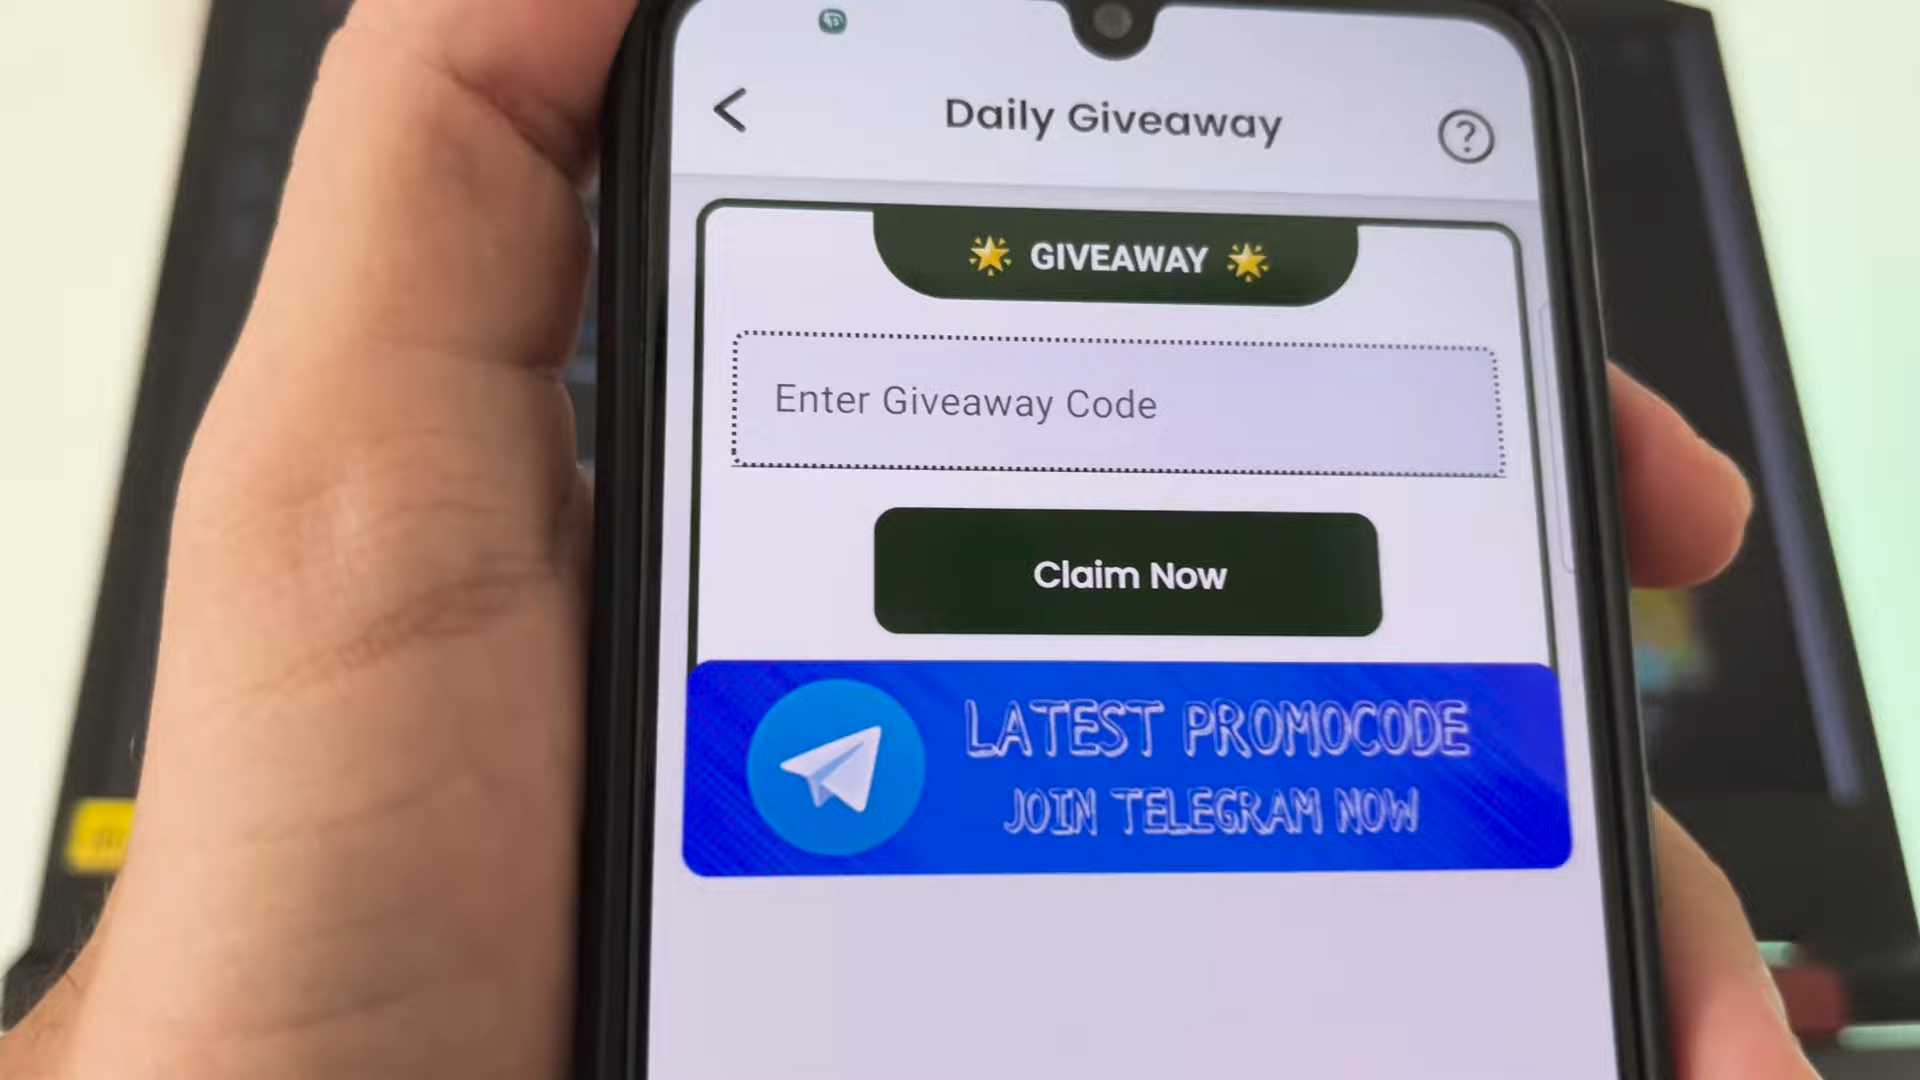 Daily Giveaway
GIVEAWAY
Enter Giveaway Code
Claim Now
LATEST PROMOCODE
JOIN TELEGRAM NOW